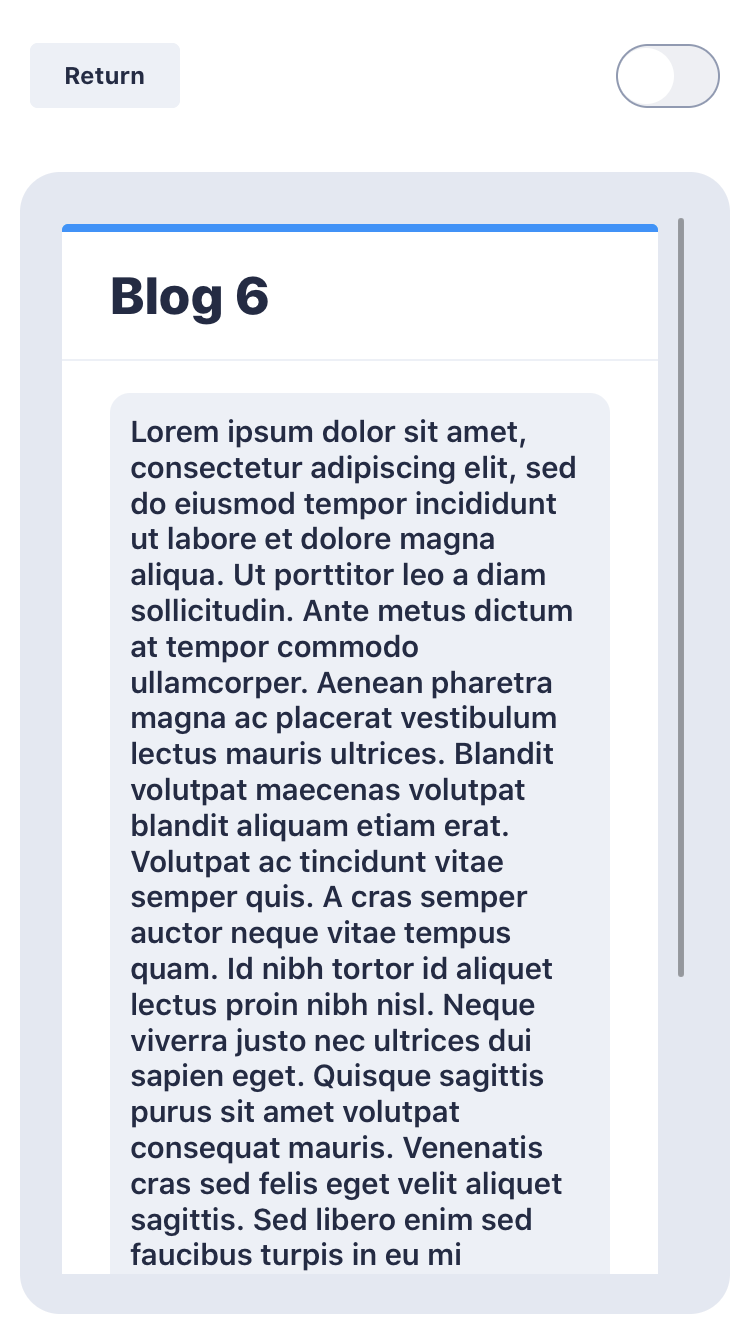 Return
Blog 6
Lorem ipsum dolor sit amet,
consectetur adipiscing elit, sed
do eiusmod tempor incididunt
ut labore et dolore magna
aliqua. Ut porttitor leo a diam
sollicitudin. Ante metus dictum
at tempor commodo
ullamcorper. Aenean pharetra
magna ac placerat vestibulum
lectus mauris ultrices. Blandit
volutpat maecenas volutpat
blandit aliquam etiam erat.
Volutpat ac tincidunt vitae
semper quis. A cras semper
auctor neque vitae tempus
quam. Id nibh tortor id aliquet
lectus proin nibh nisl. Neque
viverra justo nec ultrices dui
sapien eget. Quisque sagittis
purus sit amet volutpat
consequat mauris. Venenatis
cras sed felis eget velit aliquet
sagittis. Sed libero enim sed
faucibus turpis in eu mi